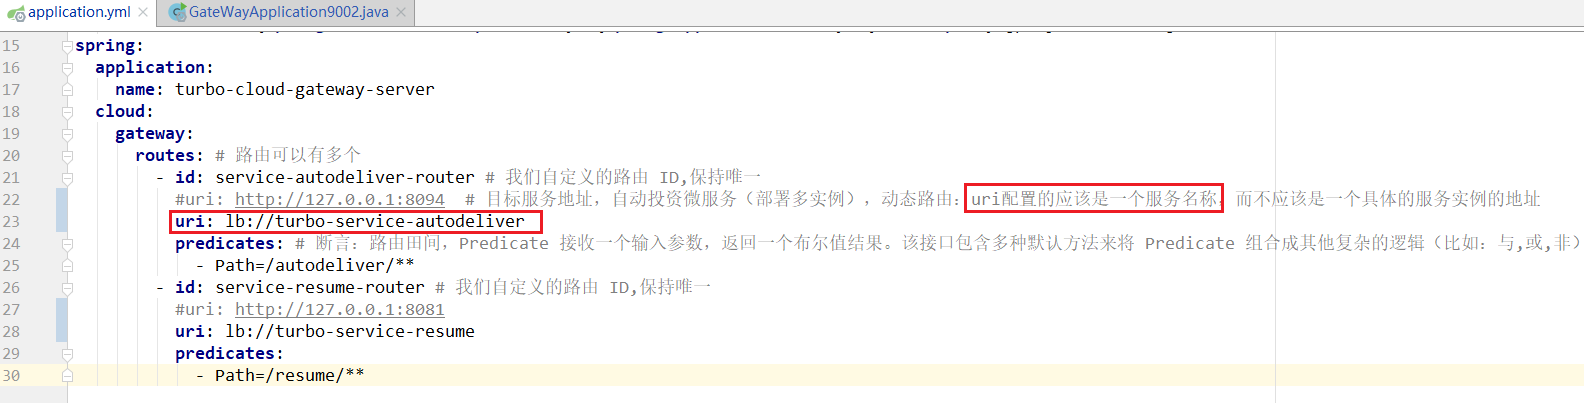 application.yml GateWayApplication9002.java
15 spring:
16 application:
17 name: turbo-cloud-gateway-server
18 cloud:
19 gateway:
20 routes: # 路由可以有多个
21 - id: service-autodeliver-router # 我们自定义的路由 ID,保持唯一
22 #uri: http://127.0.0.1:8094 # 目标服务地址，自动投资微服务（部署多实例），动态路由：uri配置的应该是一个服务名称，而不应该是一个具体的服务实例的地址
23 uri: lb://turbo-service-autodeliver
24 predicates: # 断言：路由田间，Predicate 接收一个输入参数，返回一个布尔值结果。该接口包含多种默认方法来将 Predicate 组合成其他复杂的逻辑（比如：与,或,非）
25 - Path=/autodeliver/**
26 - id: service-resume-router # 我们自定义的路由 ID,保持唯一
27 #uri: http://127.0.0.1:8081
28 uri: lb://turbo-service-resume
29 predicates:
30 - Path=/resume/**